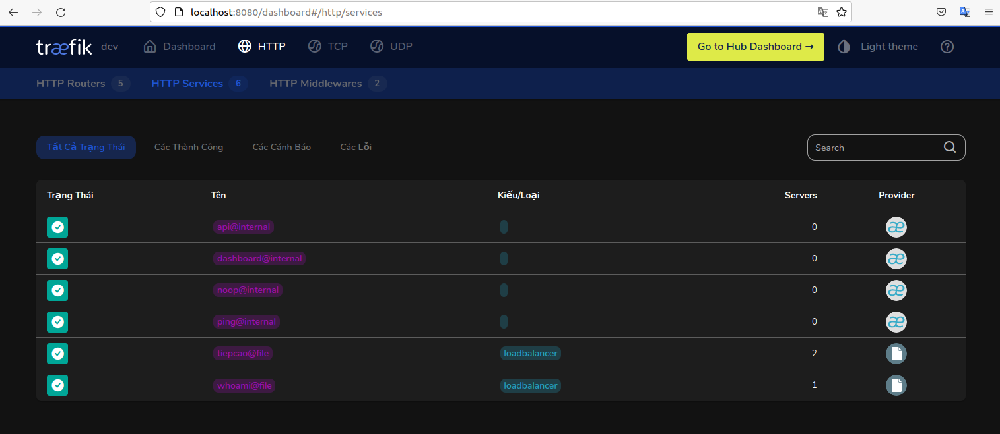 localhost:8080/dashboard#/http/services
træfik dev Dashboard HTTP TCP UDP Go to Hub Dashboard → Light theme
HTTP Routers 5 HTTP Services 6 HTTP Middlewares 2
Tất Cả Trạng Thái Các Thành Công Các Cánh Báo Các Lỗi Search
Trạng Thái Tên Kiểu/Loại Servers Provider
api@internal 0
dashboard@internal 0
noop@internal 0
ping@internal 0
tiepcao@file loadbalancer 2
whoami@file loadbalancer 1